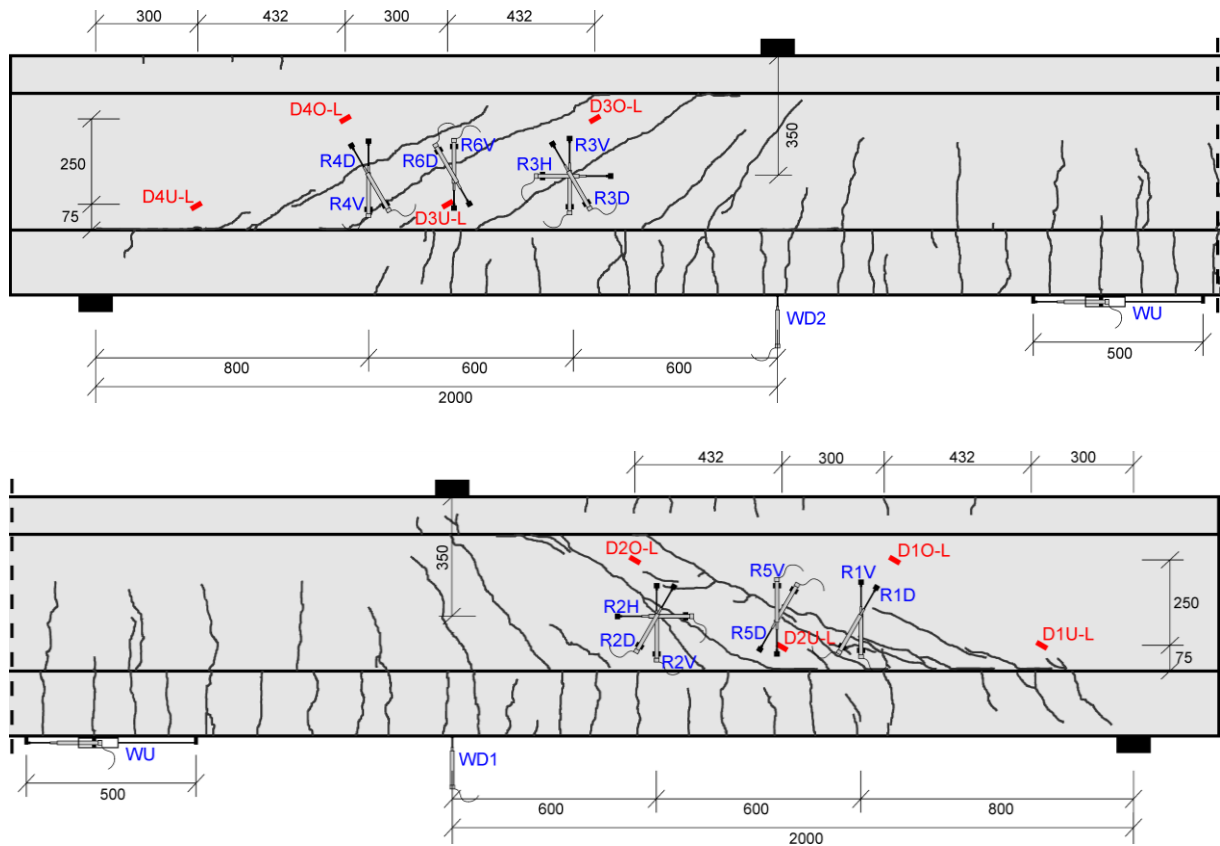 300 432 300 432
D4O-L D3O-L
R6V R3V
R4D R6D R3H
350
250
D4U-L R4V D3U-L R3D
75
WD2 WU
800 600 600 500
2000
432 300 432 300
350
D2O-L D1O-L
R5V R1V
R2H R1D
250
R2D R5D D2U-L D1U-L
R2V
75
WU WD1
500 600 600 800
2000